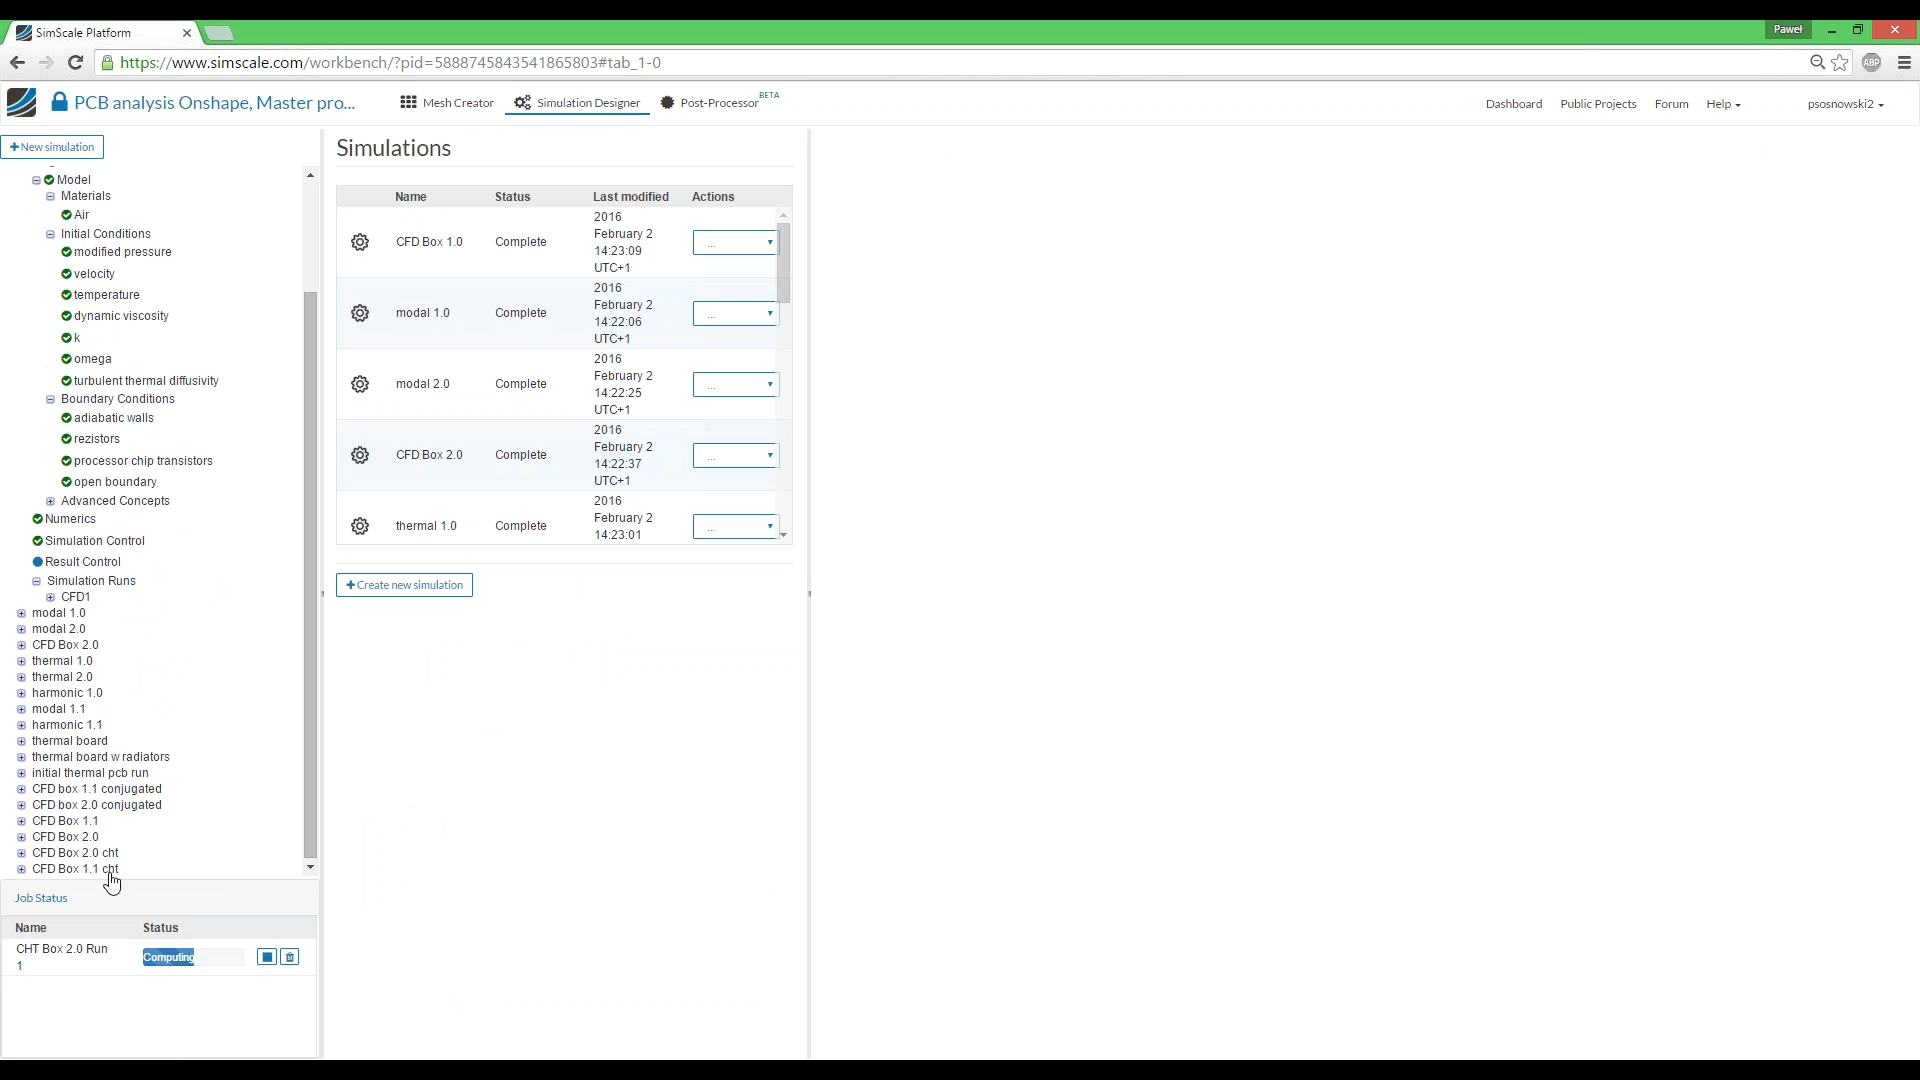 SimScale Platform
Paweł
https://www.simscale.com/workbench/?pid=5888745843541865803#tab_1-0
ABP
PCB analysis Onshape, Master pro...
Mesh Creator
Simulation Designer
Post-Processor BETA
Dashboard
Public Projects
Forum
Help
psosnowski2
New simulation
Model
Materials
Air
Initial Conditions
modified pressure
velocity
temperature
dynamic viscosity
k
omega
turbulent thermal diffusivity
Boundary Conditions
adiabatic walls
rezistors
processor chip transistors
open boundary
Advanced Concepts
Numerics
Simulation Control
Result Control
Simulation Runs
CFD1
modal 1.0
modal 2.0
CFD Box 2.0
thermal 1.0
thermal 2.0
harmonic 1.0
modal 1.1
harmonic 1.1
thermal board
thermal board w radiators
initial thermal pcb run
CFD box 1.1 conjugated
CFD box 2.0 conjugated
CFD Box 1.1
CFD Box 2.0
CFD Box 2.0 cht
CFD Box 1.1 cht
Job Status
Name Status
CHT Box 2.0 Run
1
Computing
Simulations
Name Status Last modified Actions
CFD Box 1.0 Complete
2016
February 2
14:23:09
UTC+1
...
modal 1.0 Complete
2016
February 2
14:22:06
UTC+1
...
modal 2.0 Complete
2016
February 2
14:22:25
UTC+1
...
CFD Box 2.0 Complete
2016
February 2
14:22:37
UTC+1
...
thermal 1.0 Complete
2016
February 2
14:23:01
...
Create new simulation